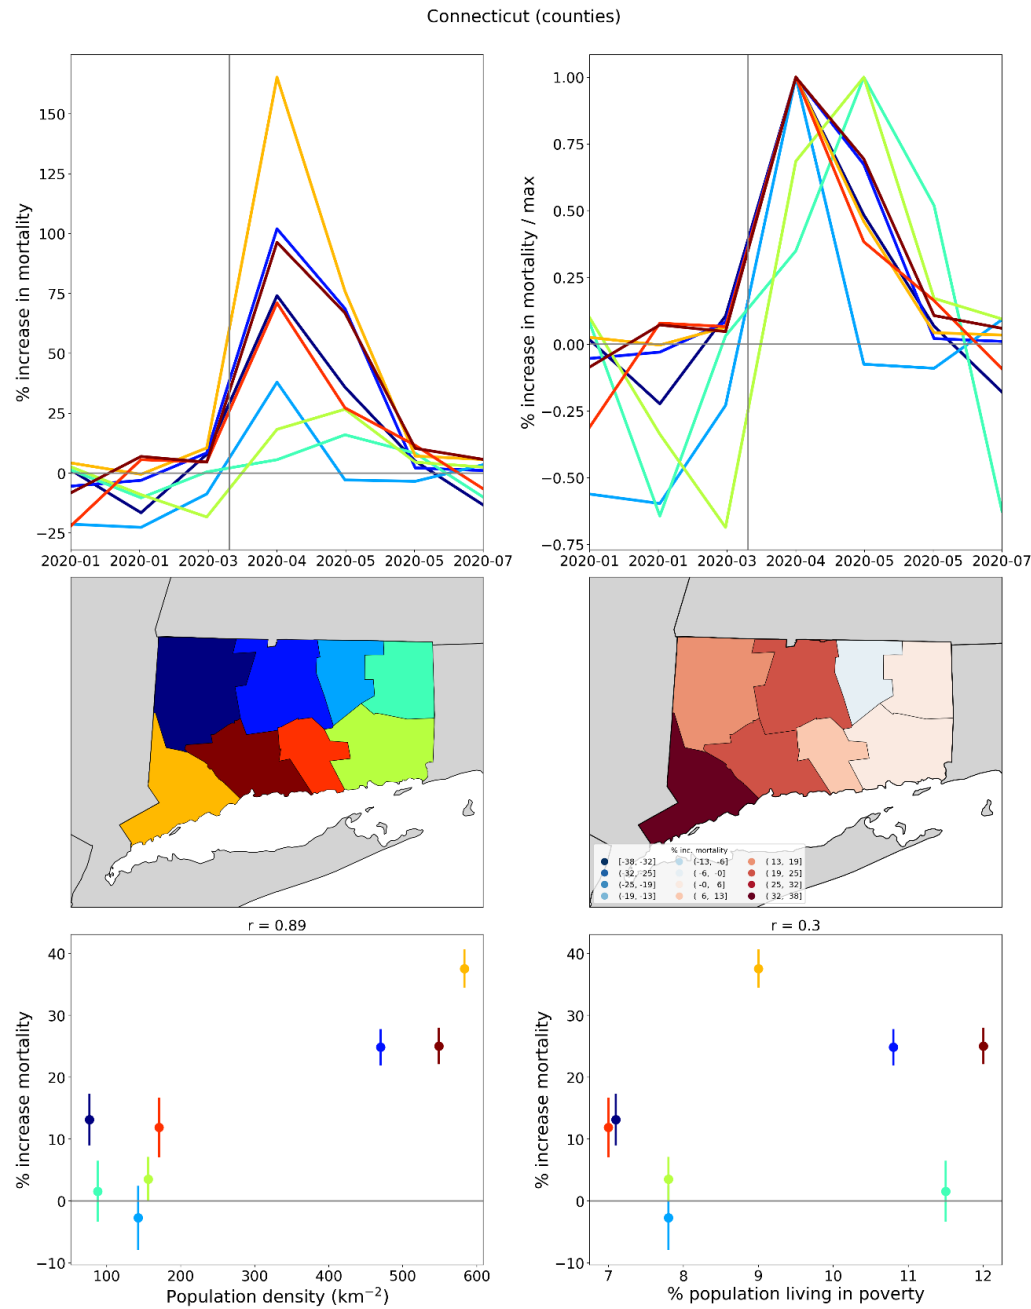 Connecticut (counties)
% increase in mortality
150
100
75
50
25
0
−25
2020-01 2020-01 2020-03 2020-04 2020-05 2020-05 2020-07
% increase in mortality / max
1.00
0.75
0.50
0.25
0.00
−0.25
−0.50
−0.75
2020-01 2020-01 2020-03 2020-04 2020-05 2020-05 2020-07
% inc. mortality
[-38, -32] (-13, -6] ( 13, 19]
(-32, -25] ( -6, -0] ( 19, 25]
(-25, -19] ( -0, 6] ( 25, 32]
(-19, -13] ( 6, 13] ( 32, 38]
r = 0.89
% increase mortality
40
30
20
10
0
−10
100 200 300 400 500 600
Population density (km⁻²)
r = 0.3
% increase mortality
40
30
20
10
0
−10
7 8 9 10 11 12
% population living in poverty